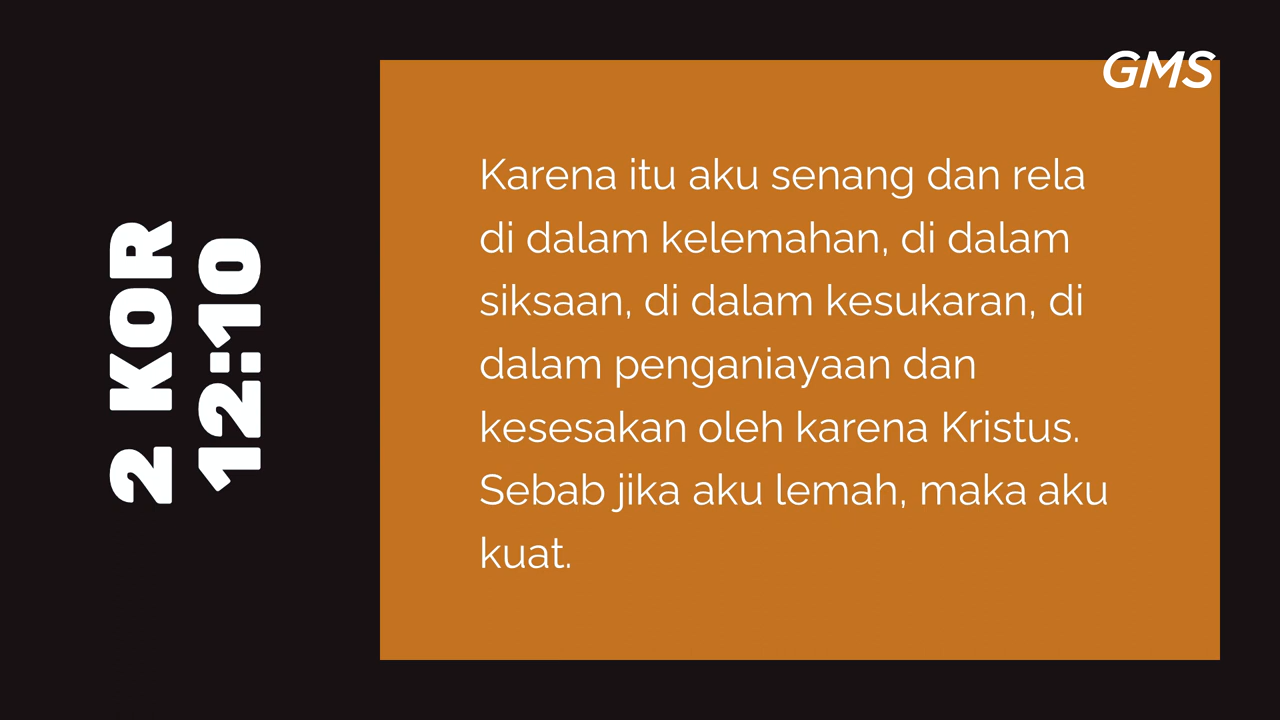 GMS
2 KOR
12:10
Karena itu aku senang dan rela
di dalam kelemahan, di dalam
siksaan, di dalam kesukaran, di
dalam penganiayaan dan
kesesakan oleh karena Kristus.
Sebab jika aku lemah, maka aku
kuat.